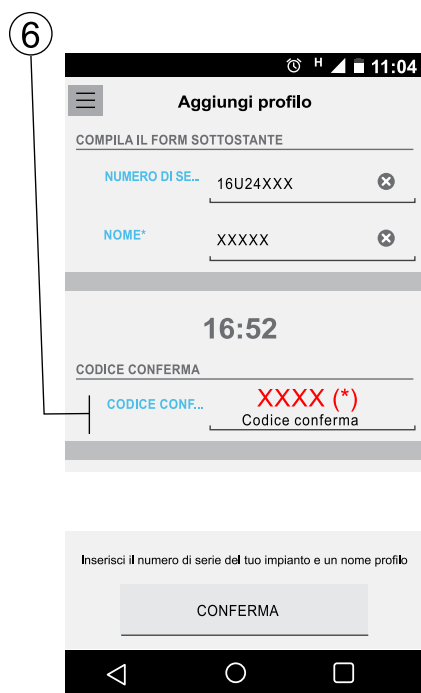 6
H 11:04
Aggiungi profilo
COMPILA IL FORM SOTTOSTANTE
NUMERO DI SE... 16U24XXX
NOME* XXXXX
16:52
CODICE CONFERMA
CODICE CONF... XXXX (*)
Codice conferma
Inserisci il numero di serie del tuo impianto e un nome profilo
CONFERMA